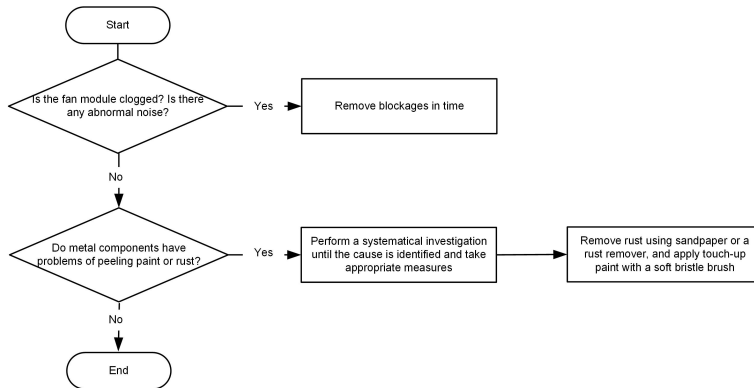 Start
Is the fan module clogged? Is there
any abnormal noise?
Yes
Remove blockages in time
No
Do metal components have
problems of peeling paint or rust?
Yes
Perform a systematical investigation
until the cause is identified and take
appropriate measures
Remove rust using sandpaper or a
rust remover, and apply touch-up
paint with a soft bristle brush
No
End